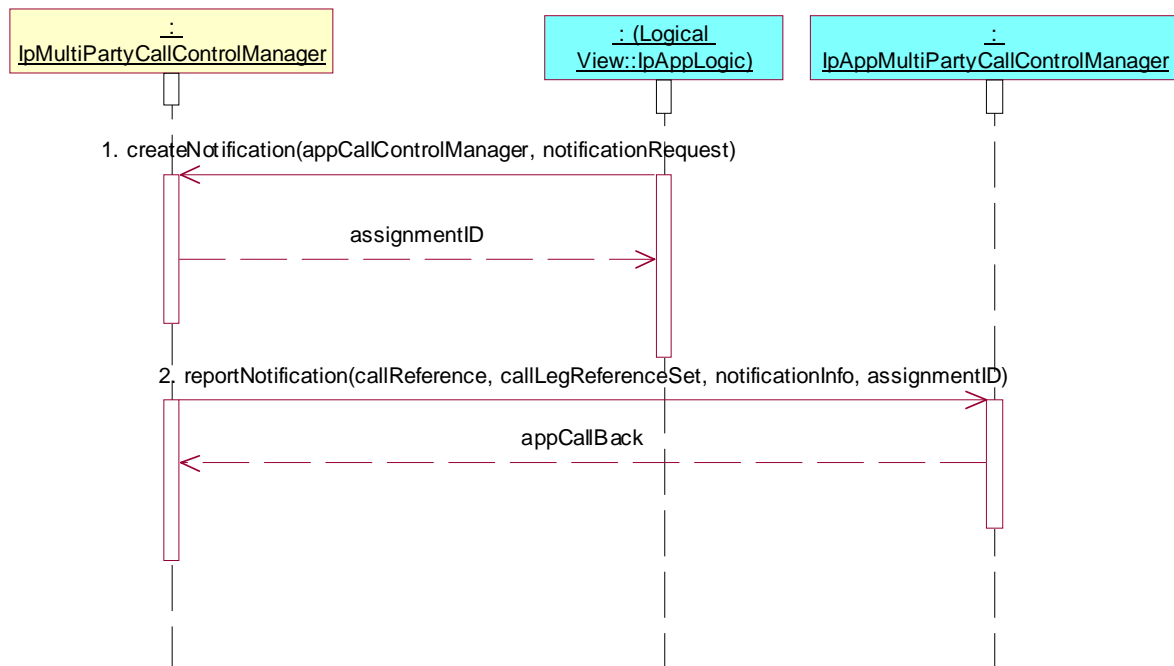 :
IpMultiPartyCallControlManager
: (Logical
View::IpAppLogic)
:
IpAppMultiPartyCallControlManager
1. createNotification(appCallControlManager, notificationRequest)
assignmentID
2. reportNotification(callReference, callLegReferenceSet, notificationInfo, assignmentID)
appCallBack